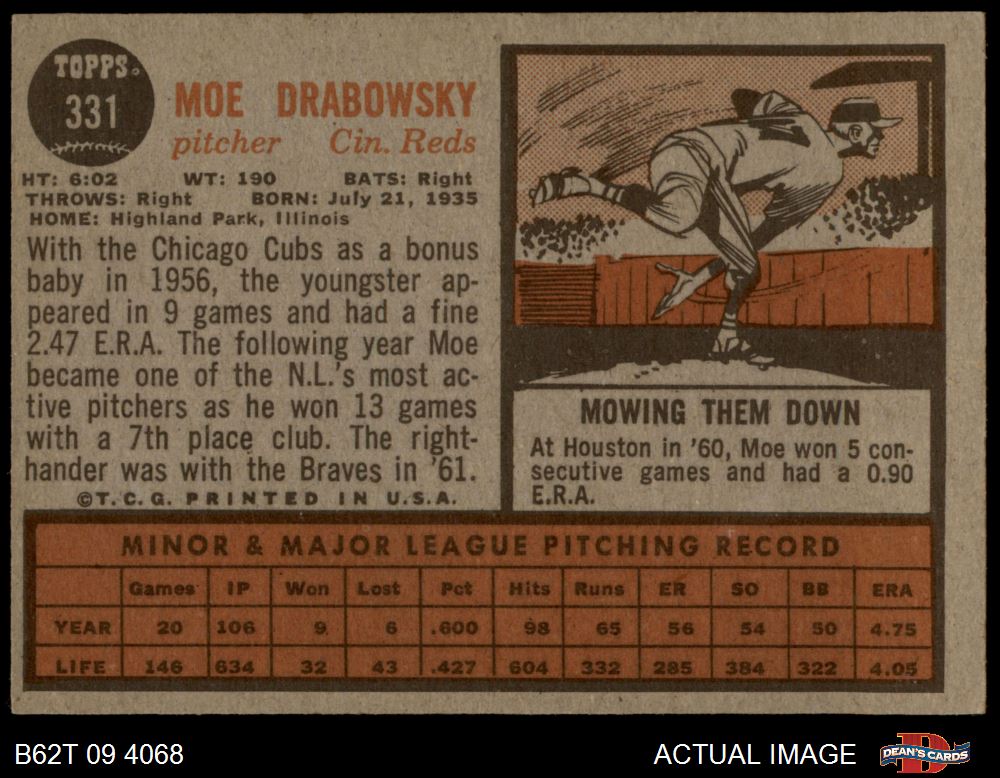 TOPPS
331
MOE DRABOWSKY
pitcher Cin. Reds
HT: 6:02 WT: 190 BATS: Right
THROWS: Right BORN: July 21, 1935
HOME: Highland Park, Illinois
With the Chicago Cubs as a bonus
baby in 1956, the youngster ap-
peared in 9 games and had a fine
2.47 E.R.A. The following year Moe
became one of the N.L.'s most ac-
tive pitchers as he won 13 games
with a 7th place club. The right-
hander was with the Braves in '61.
©T.C.G. PRINTED IN U.S.A.
MOWING THEM DOWN
At Houston in '60, Moe won 5 con-
secutive games and had a 0.90
E.R.A.
MINOR & MAJOR LEAGUE PITCHING RECORD
Games IP Won Lost Pct Hits Runs ER SO BB ERA
YEAR 20 106 9 6 .600 98 65 56 54 50 4.75
LIFE 146 634 32 43 .427 604 332 285 384 322 4.05
B62T 09 4068
ACTUAL IMAGE
DEAN'S CARDS